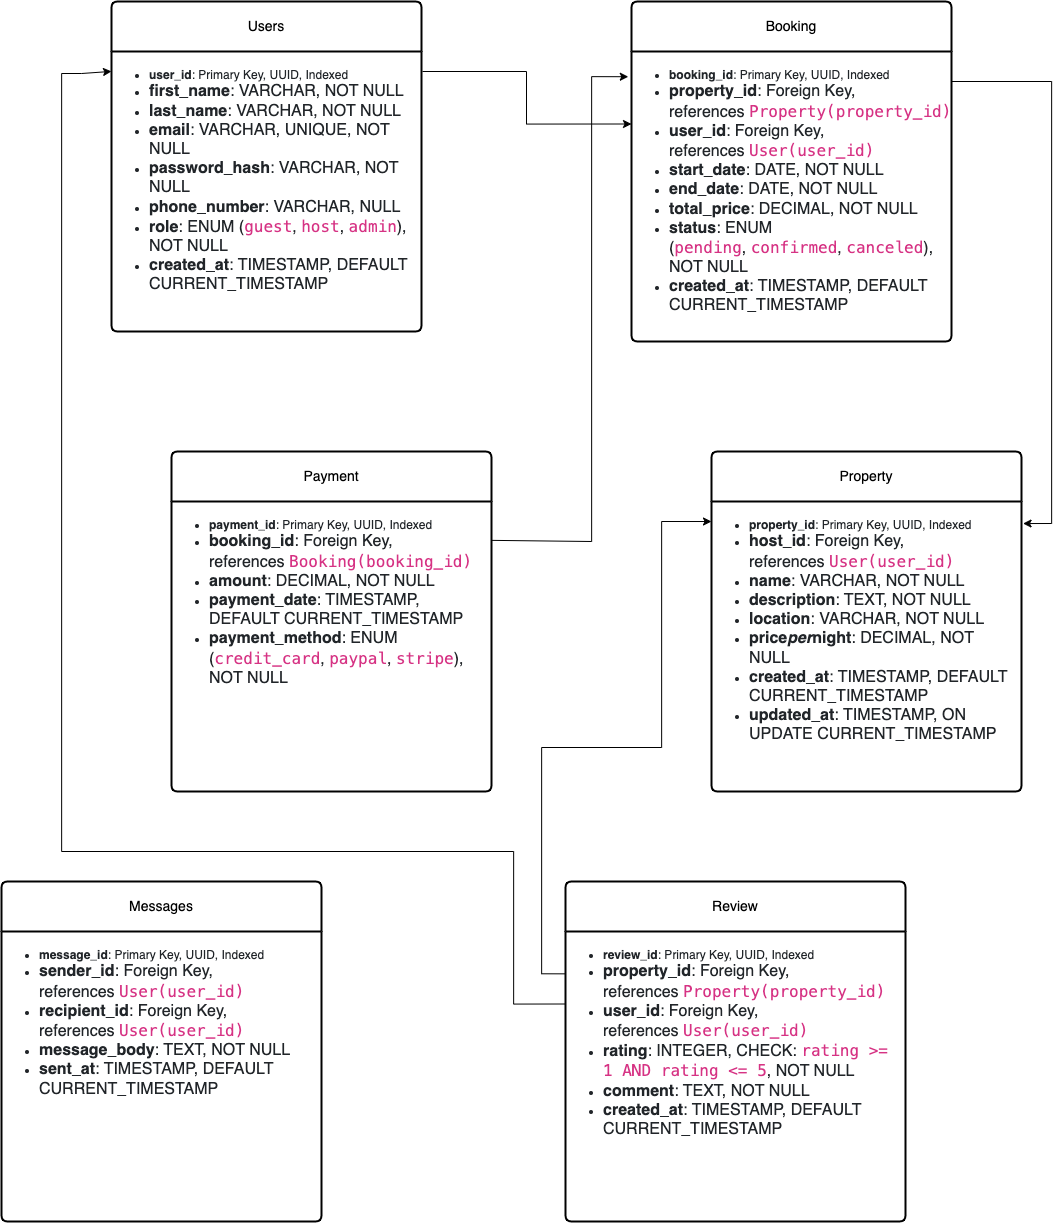 Users
user_id: Primary Key, UUID, Indexed
first_name: VARCHAR, NOT NULL
last_name: VARCHAR, NOT NULL
email: VARCHAR, UNIQUE, NOT
NULL
password_hash: VARCHAR, NOT
NULL
phone_number: VARCHAR, NULL
role: ENUM (guest, host, admin),
NOT NULL
created_at: TIMESTAMP, DEFAULT
CURRENT_TIMESTAMP
Booking
booking_id: Primary Key, UUID, Indexed
property_id: Foreign Key,
references Property(property_id)
user_id: Foreign Key,
references User(user_id)
start_date: DATE, NOT NULL
end_date: DATE, NOT NULL
total_price: DECIMAL, NOT NULL
status: ENUM
(pending, confirmed, canceled),
NOT NULL
created_at: TIMESTAMP, DEFAULT
CURRENT_TIMESTAMP
Payment
payment_id: Primary Key, UUID, Indexed
booking_id: Foreign Key,
references Booking(booking_id)
amount: DECIMAL, NOT NULL
payment_date: TIMESTAMP,
DEFAULT CURRENT_TIMESTAMP
payment_method: ENUM
(credit_card, paypal, stripe),
NOT NULL
Property
property_id: Primary Key, UUID, Indexed
host_id: Foreign Key,
references User(user_id)
name: VARCHAR, NOT NULL
description: TEXT, NOT NULL
location: VARCHAR, NOT NULL
pricepernight: DECIMAL, NOT
NULL
created_at: TIMESTAMP, DEFAULT
CURRENT_TIMESTAMP
updated_at: TIMESTAMP, ON
UPDATE CURRENT_TIMESTAMP
Messages
message_id: Primary Key, UUID, Indexed
sender_id: Foreign Key,
references User(user_id)
recipient_id: Foreign Key,
references User(user_id)
message_body: TEXT, NOT NULL
sent_at: TIMESTAMP, DEFAULT
CURRENT_TIMESTAMP
Review
review_id: Primary Key, UUID, Indexed
property_id: Foreign Key,
references Property(property_id)
user_id: Foreign Key,
references User(user_id)
rating: INTEGER, CHECK: rating >=
1 AND rating <= 5, NOT NULL
comment: TEXT, NOT NULL
created_at: TIMESTAMP, DEFAULT
CURRENT_TIMESTAMP